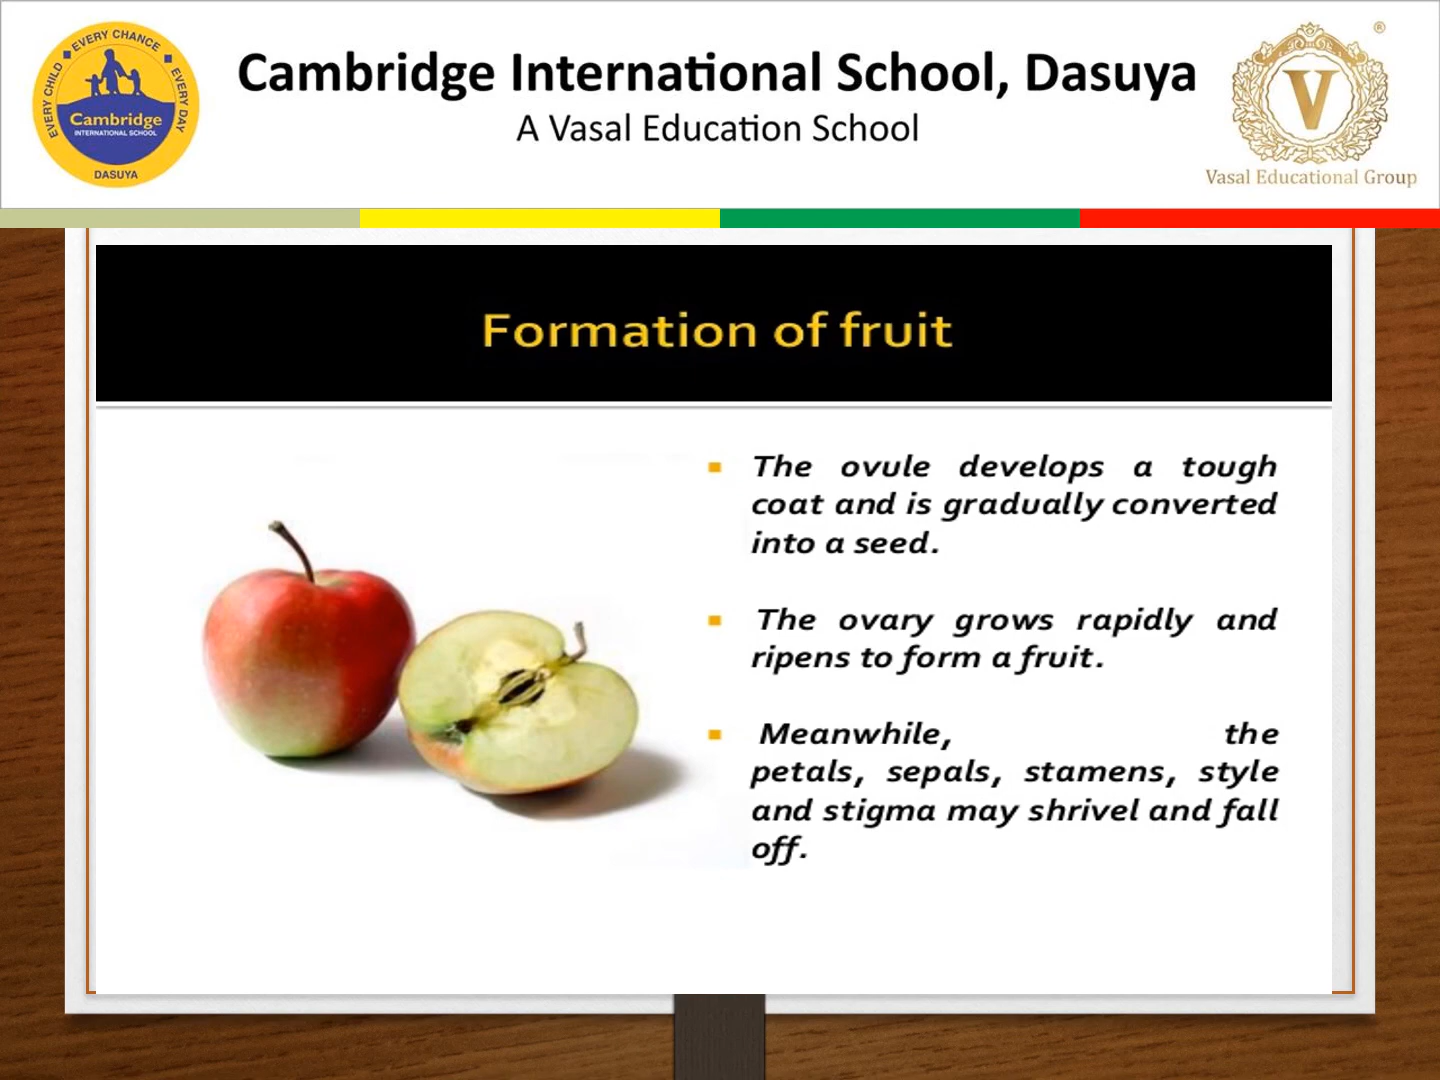 EVERY CHILD ▪ EVERY CHANCE ▪ EVERY DAY
Cambridge
INTERNATIONAL SCHOOL
DASUYA
Cambridge International School, Dasuya
A Vasal Education School
®
V
Vasal Educational Group
Formation of fruit
▪ The ovule develops a tough
coat and is gradually converted
into a seed.
▪ The ovary grows rapidly and
ripens to form a fruit.
▪ Meanwhile, the
petals, sepals, stamens, style
and stigma may shrivel and fall
off.